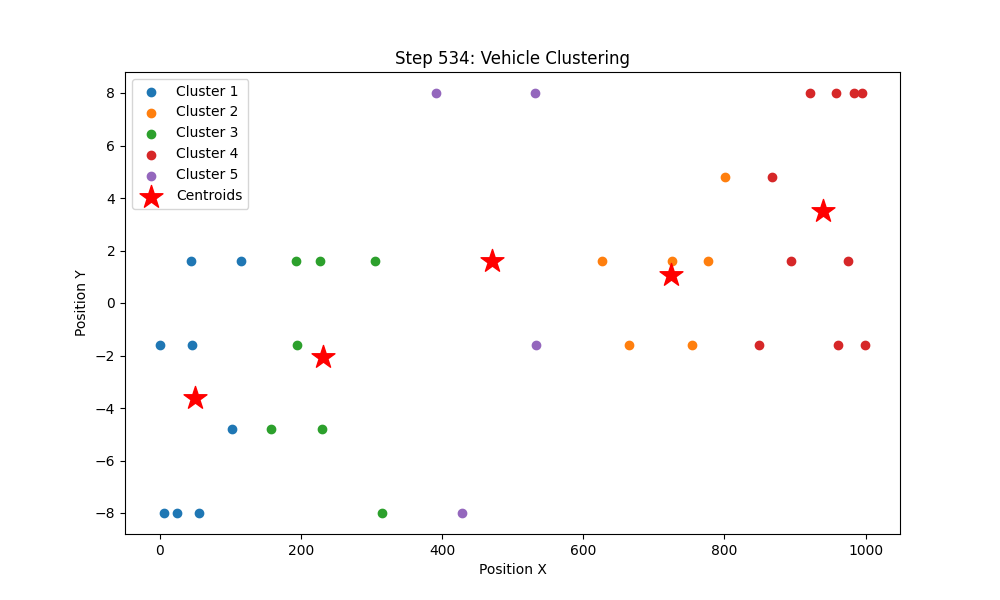 Step 534: Vehicle Clustering
Cluster 1
Cluster 2
Cluster 3
Cluster 4
Cluster 5
Centroids
8
6
4
2
0
−2
−4
−6
−8
Position Y
0 200 400 600 800 1000
Position X